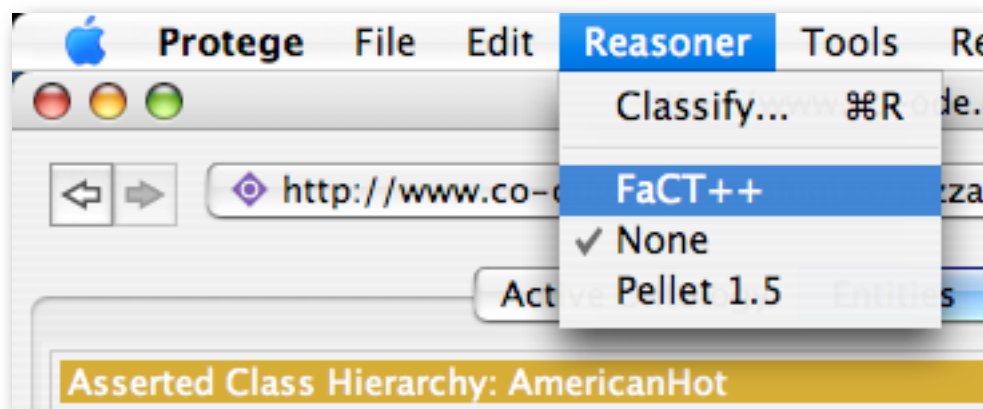 Protege File Edit Reasoner Tools
Classify... ⌘R
http://www.co-
FaCT++
✓ None
Pellet 1.5
Asserted Class Hierarchy: AmericanHot